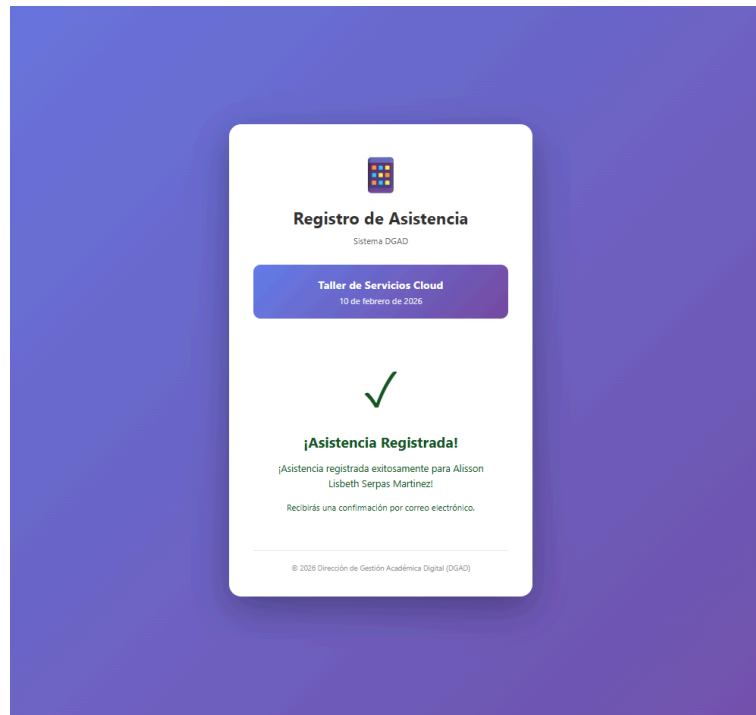 Registro de Asistencia
Sistema DGAD
Taller de Servicios Cloud
10 de febrero de 2026
¡Asistencia Registrada!
¡Asistencia registrada exitosamente para Alisson
Lisbeth Serpas Martinez!
Recibirás una confirmación por correo electrónico.
© 2026 Dirección de Gestión Académica Digital (DGAD)